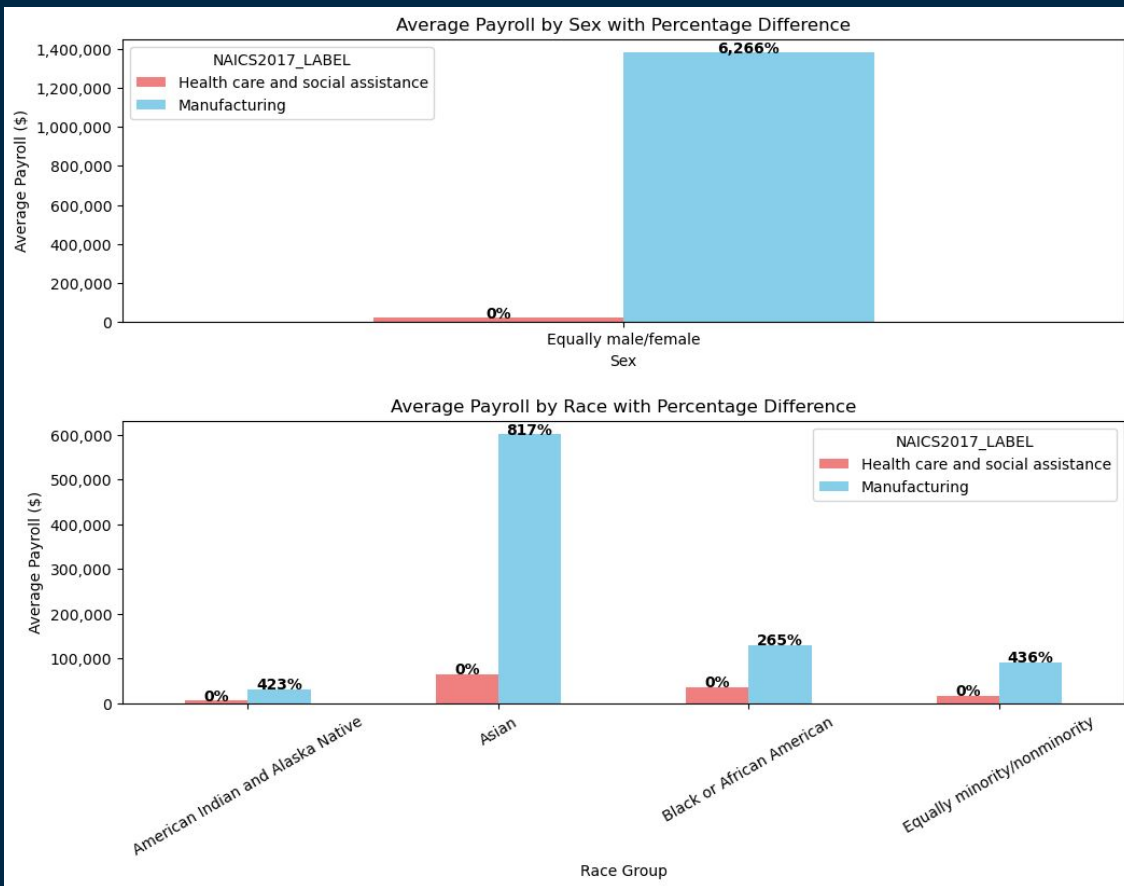 Average Payroll by Sex with Percentage Difference
1,400,000
1,200,000
1,000,000
800,000
600,000
400,000
200,000
0
Average Payroll ($)
NAICS2017_LABEL
Health care and social assistance
Manufacturing
0%
6,266%
Equally male/female
Sex
Average Payroll by Race with Percentage Difference
600,000
500,000
400,000
300,000
200,000
100,000
0
Average Payroll ($)
NAICS2017_LABEL
Health care and social assistance
Manufacturing
0%
423%
0%
817%
0%
265%
0%
436%
American Indian and Alaska Native
Asian
Black or African American
Equally minority/nonminority
Race Group